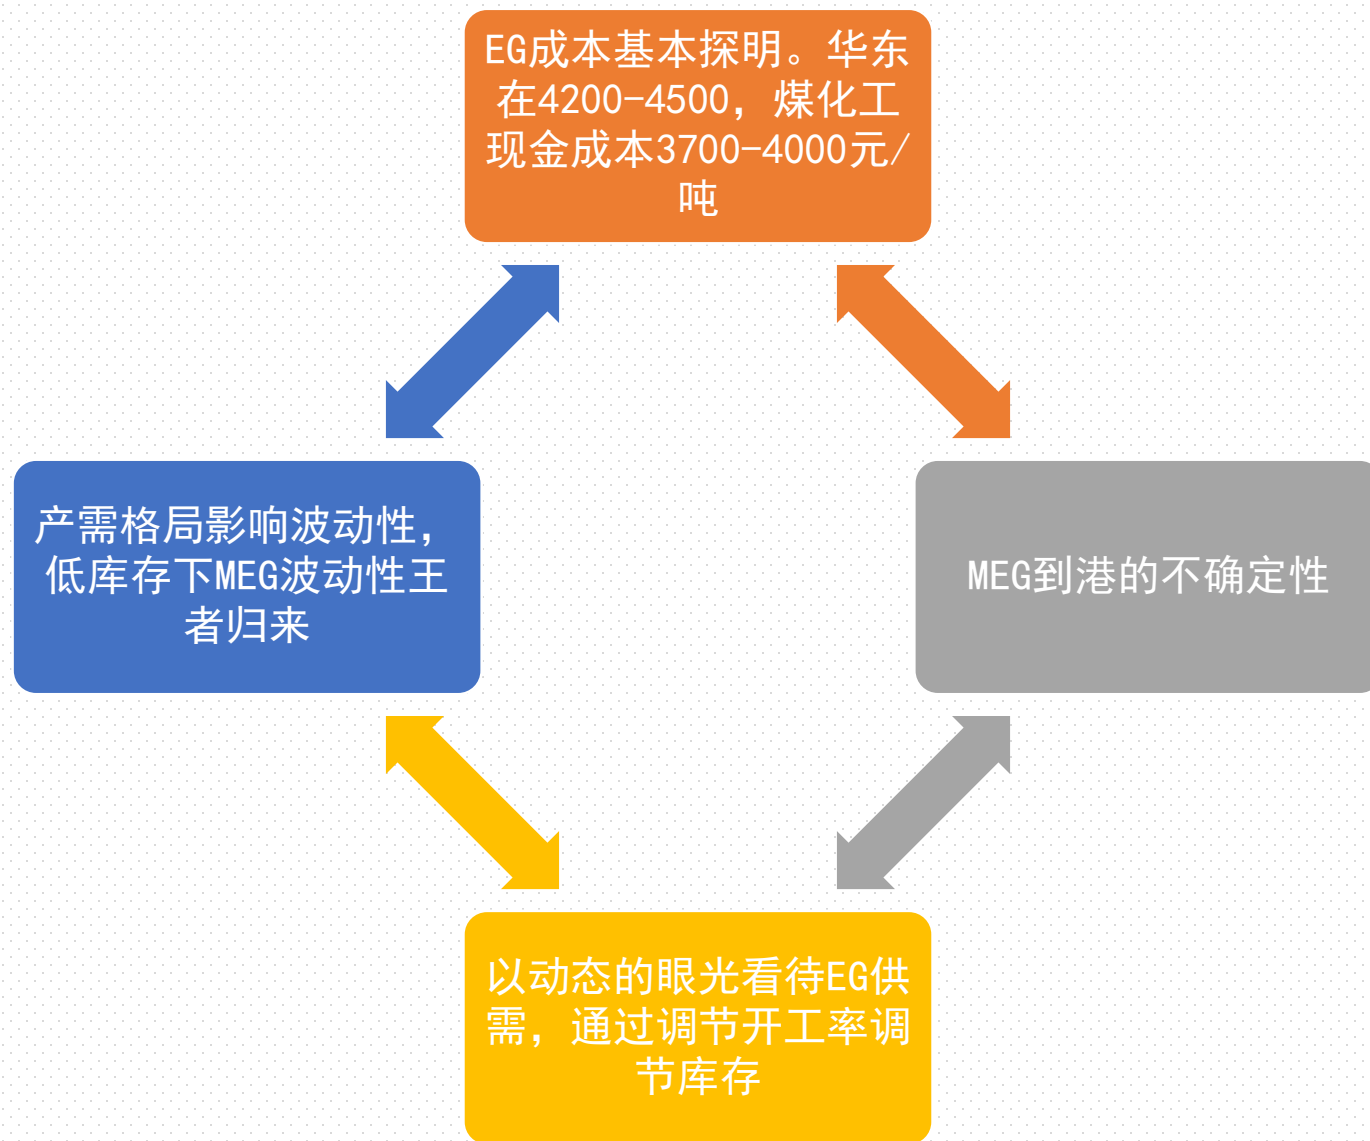 EG成本基本探明。华东
在4200-4500，煤化工
现金成本3700-4000元/
吨
产需格局影响波动性，
低库存下MEG波动性王
者归来
MEG到港的不确定性
以动态的眼光看待EG供
需，通过调节开工率调
节库存